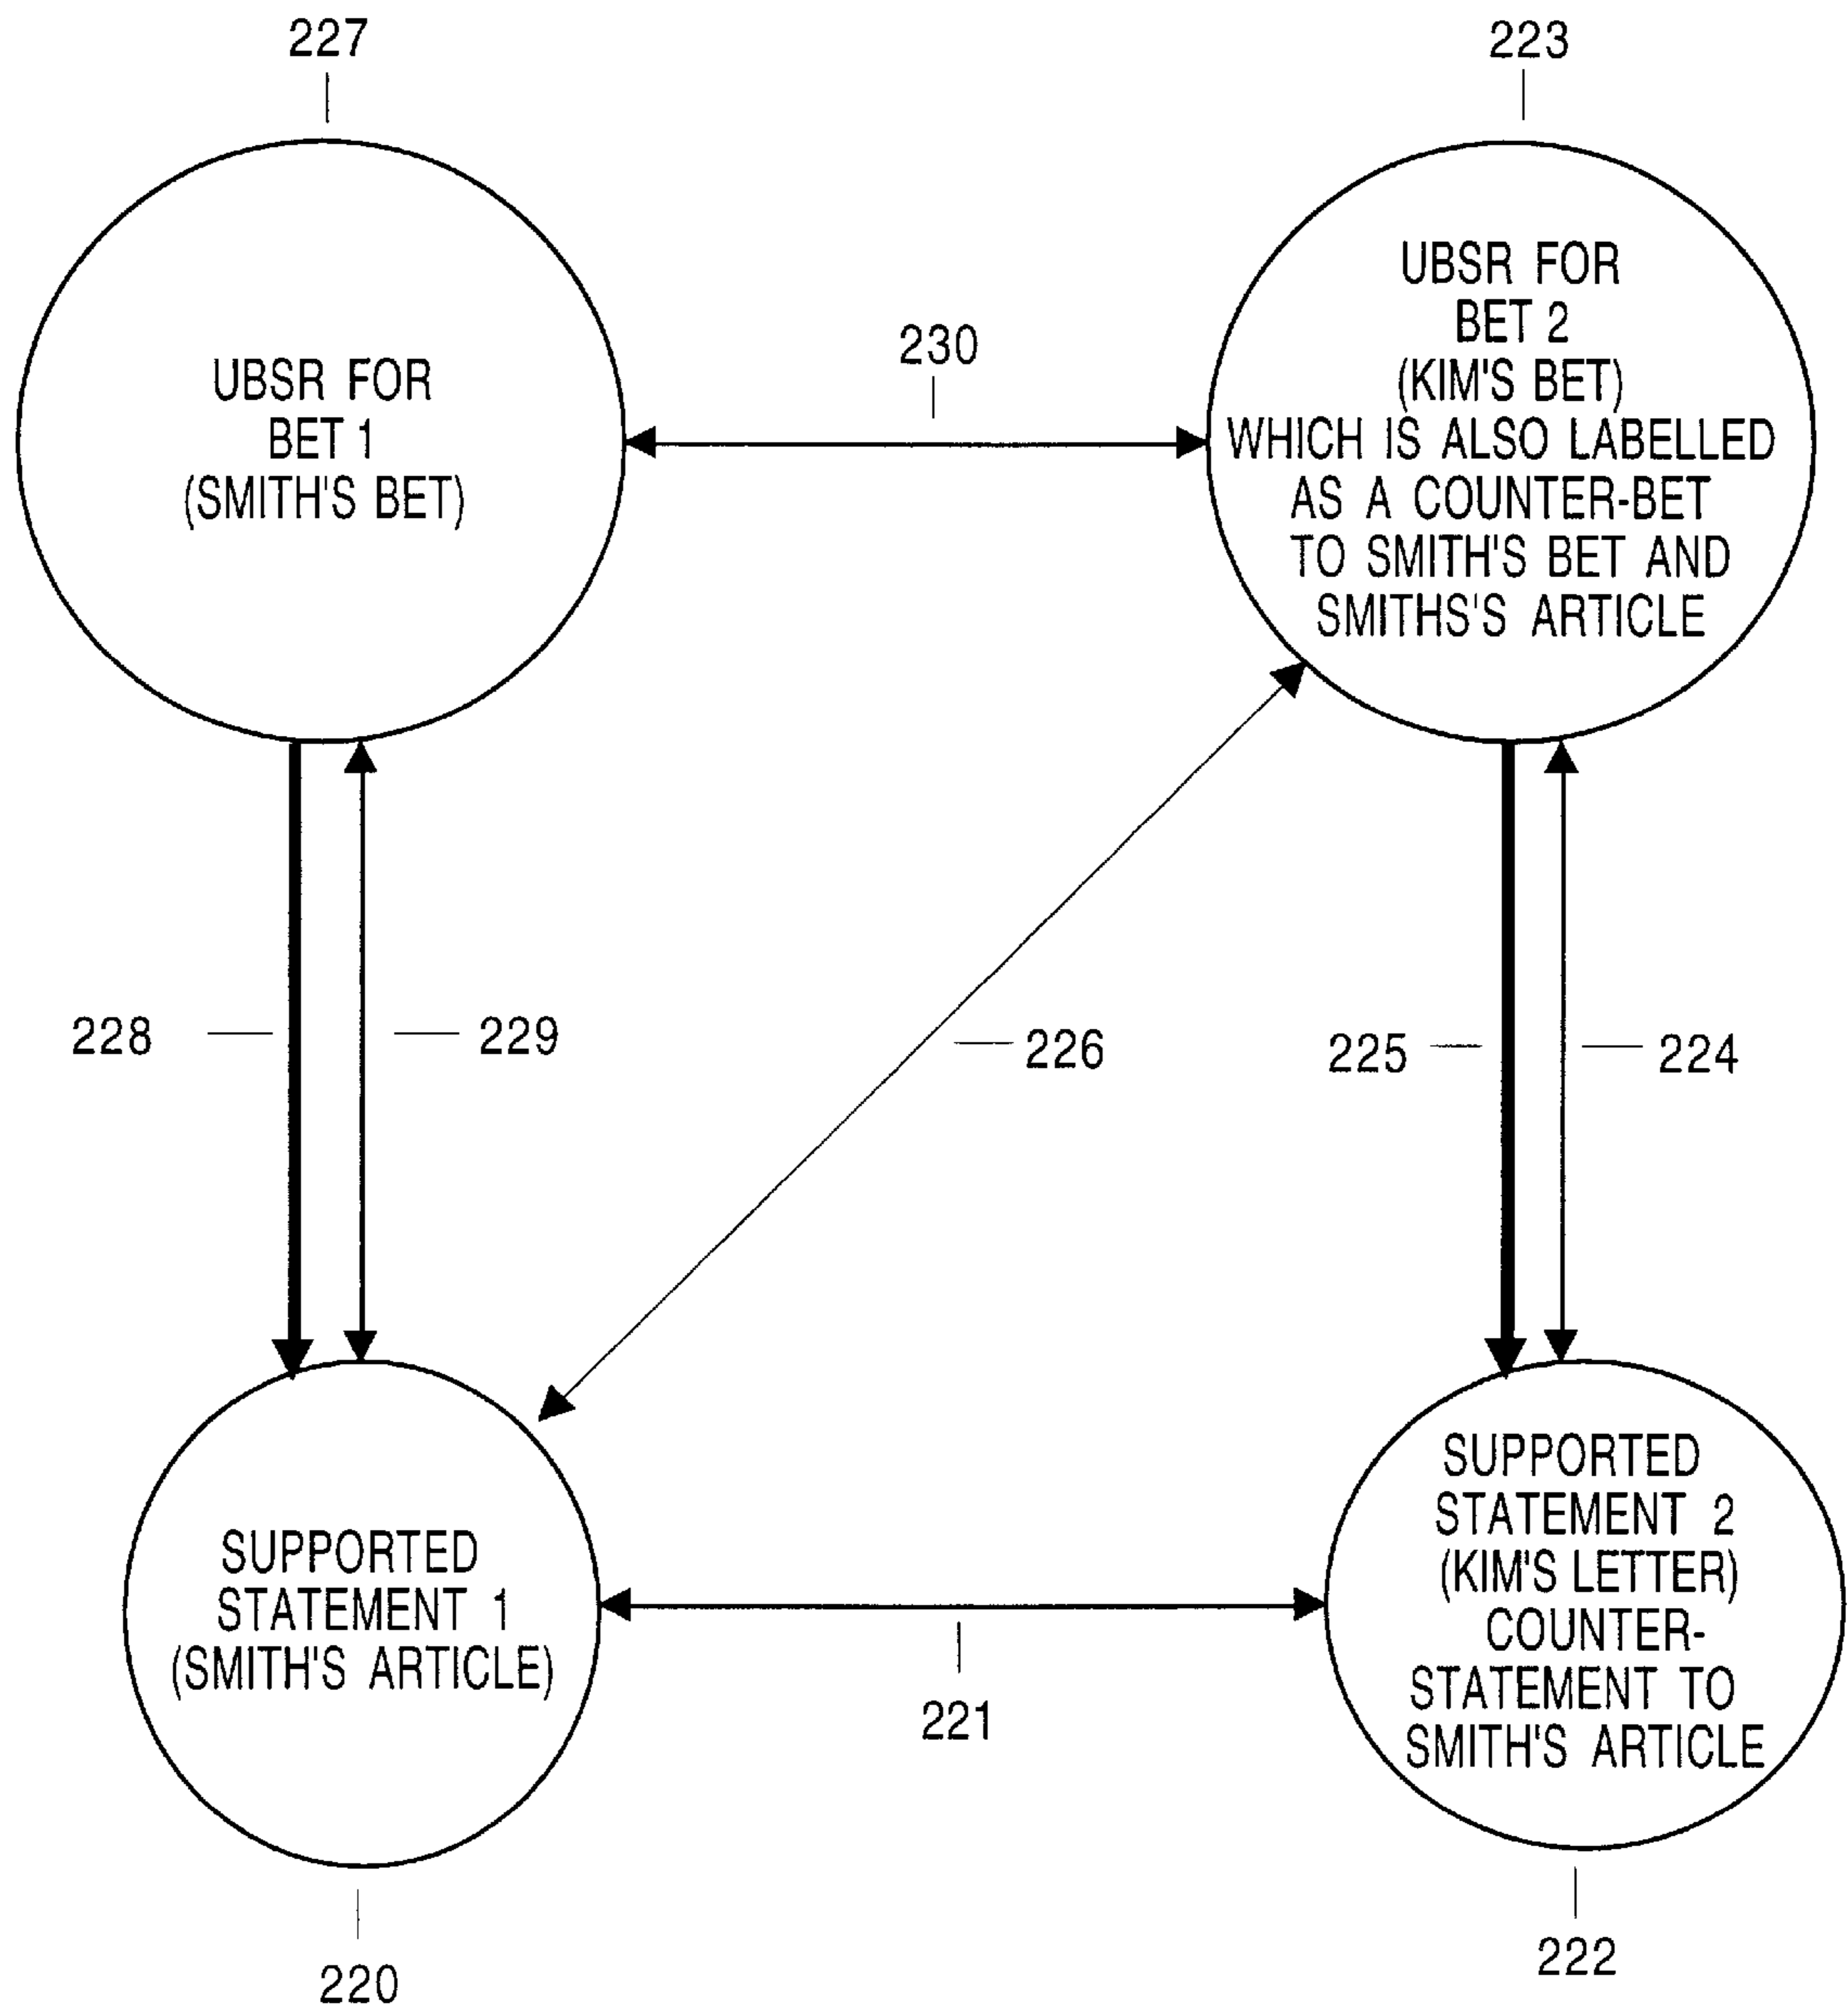 227
223
UBSR FOR
BET 1
(SMITH'S BET)
230
UBSR FOR
BET 2
(KIM'S BET)
WHICH IS ALSO LABELLED
AS A COUNTER-BET
TO SMITH'S BET AND
SMITHS'S ARTICLE
228
229
226
225
224
SUPPORTED
STATEMENT 1
(SMITH'S ARTICLE)
221
SUPPORTED
STATEMENT 2
(KIM'S LETTER)
COUNTER-
STATEMENT TO
SMITH'S ARTICLE
220
222